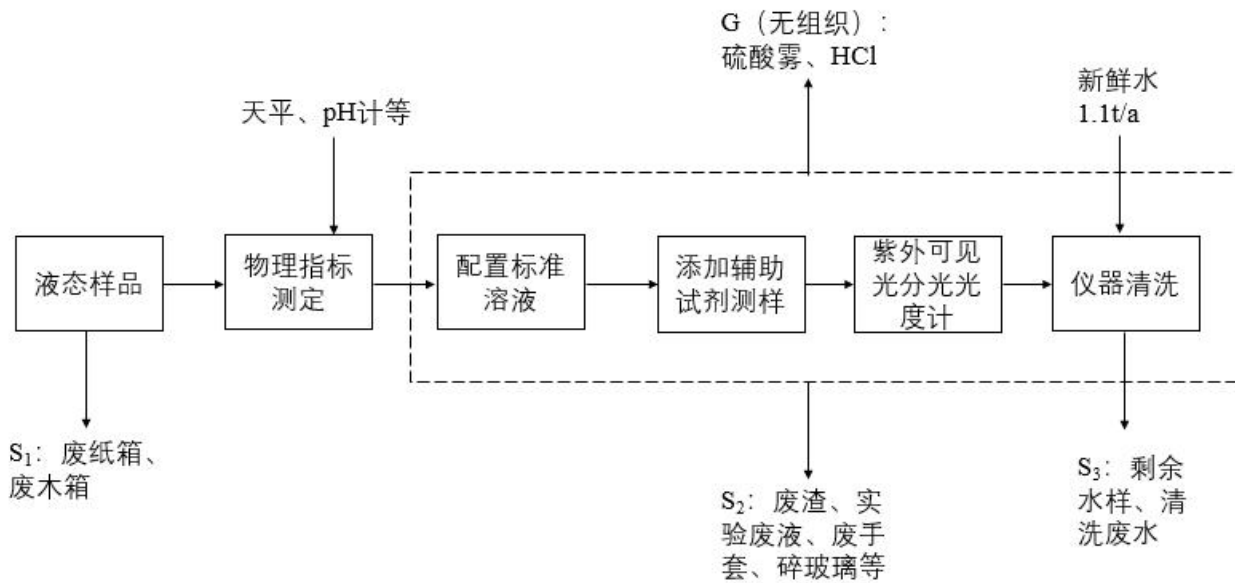 G（无组织）：
硫酸雾、HCl
新鲜水
1.1t/a
天平、pH计等
液态样品
物理指标
测定
配置标准
溶液
添加辅助
试剂测样
紫外可见
光分光光
度计
仪器清洗
S₁：废纸箱、
废木箱
S₂：废渣、实
验废液、废手
套、碎玻璃等
S₃：剩余
水样、清
洗废水